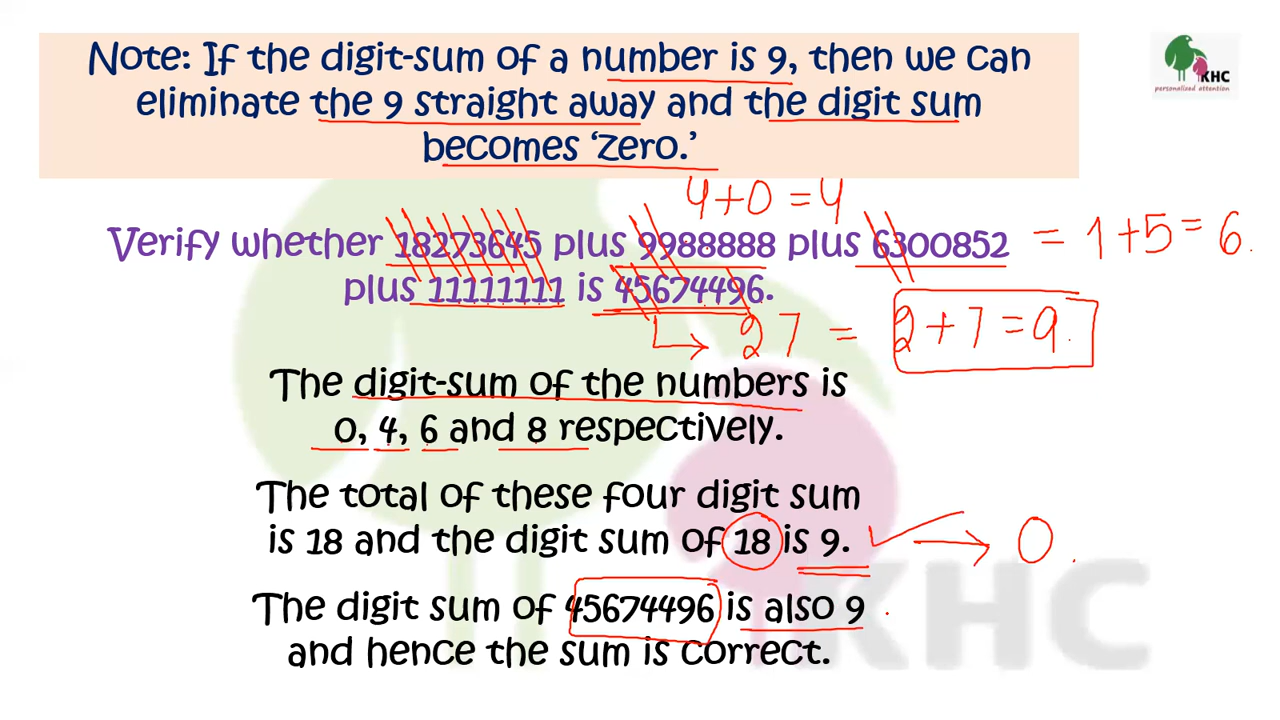 Note: If the digit-sum of a number is 9, then we can
eliminate the 9 straight away and the digit sum
becomes ‘zero.’
KHC
personalized attention
4+0=4
Verify whether 18273645 plus 9988888 plus 6300852 = 1+5=6.
plus 11111111 is 45674496.
27 = 2+7=9.
The digit-sum of the numbers is
0, 4, 6 and 8 respectively.
The total of these four digit sum
is 18 and the digit sum of 18 is 9. ✓ → 0.
The digit sum of 45674496 is also 9
and hence the sum is correct.
KHC